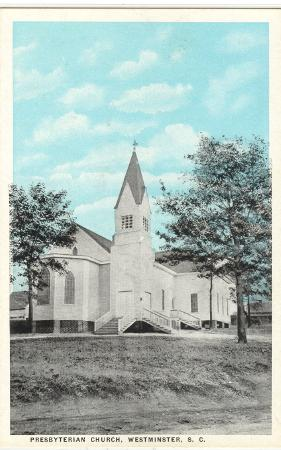 PRESBYTERIAN CHURCH, WESTMINSTER, S. C.